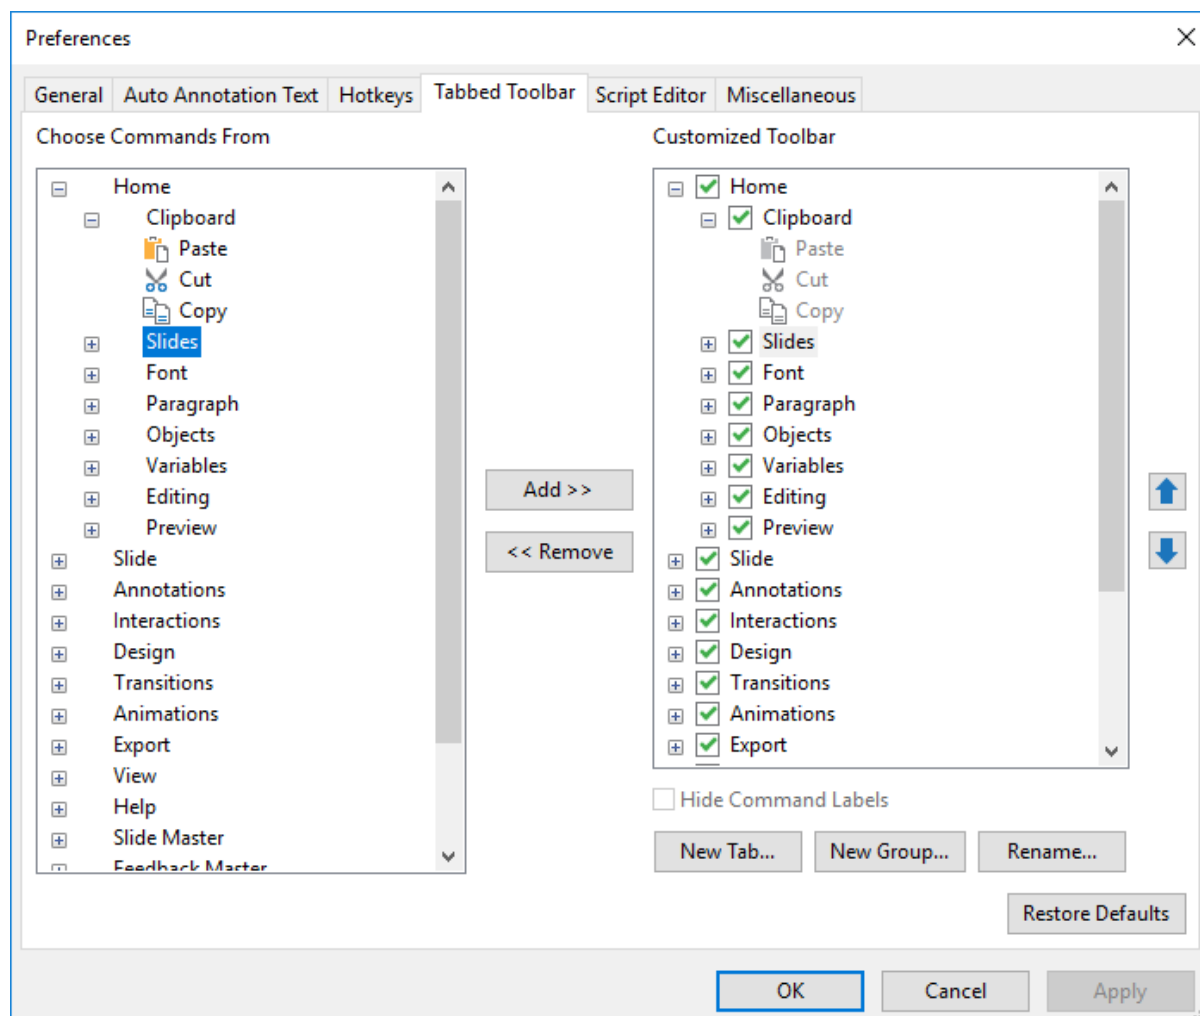 Preferences
General Auto Annotation Text Hotkeys Tabbed Toolbar Script Editor Miscellaneous
Choose Commands From
Home
Clipboard
Paste
Cut
Copy
Slides
Font
Paragraph
Objects
Variables
Editing
Preview
Slide
Annotations
Interactions
Design
Transitions
Animations
Export
View
Help
Slide Master
Feedback Master
Add >>
<< Remove
Customized Toolbar
Home
Clipboard
Paste
Cut
Copy
Slides
Font
Paragraph
Objects
Variables
Editing
Preview
Slide
Annotations
Interactions
Design
Transitions
Animations
Export
Hide Command Labels
New Tab... New Group... Rename...
Restore Defaults
OK Cancel Apply